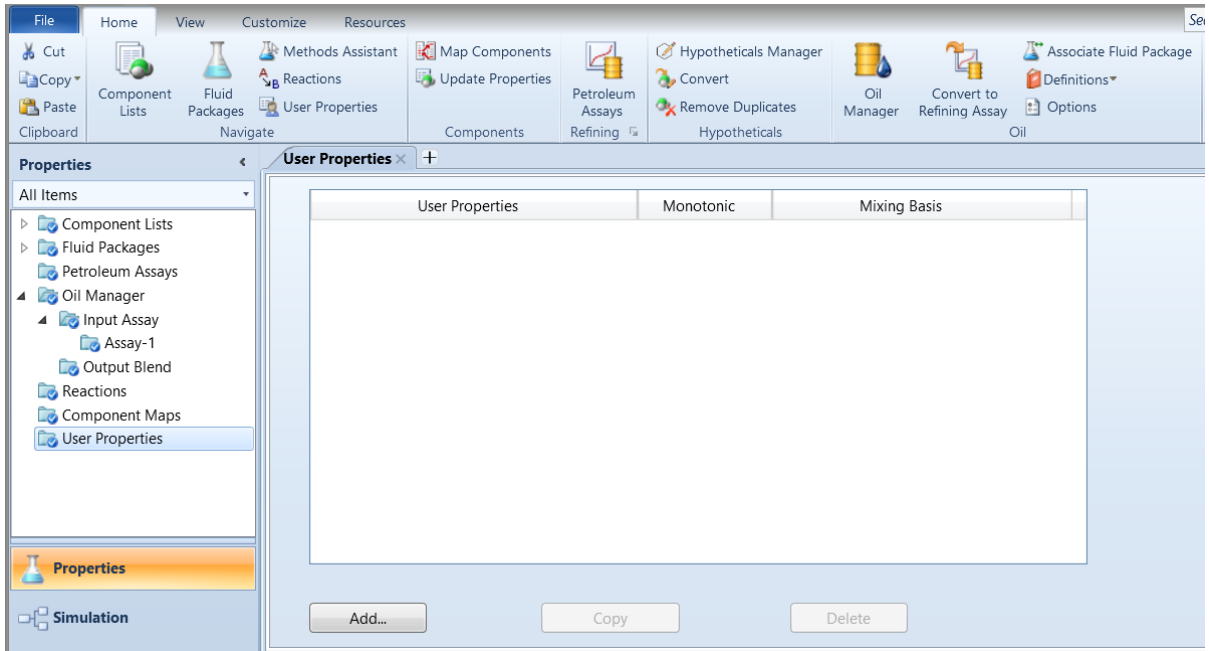 File Home View Customize Resources
Cut
Copy
Paste
Clipboard
Component Lists
Fluid Packages
Methods Assistant
Reactions
User Properties
Navigate
Map Components
Update Properties
Components
Petroleum Assays
Refining
Hypotheticals Manager
Convert
Remove Duplicates
Hypotheticals
Oil Manager
Convert to Refining Assay
Associate Fluid Package
Definitions
Options
Oil
Properties
All Items
Component Lists
Fluid Packages
Petroleum Assays
Oil Manager
Input Assay
Assay-1
Output Blend
Reactions
Component Maps
User Properties
Properties
Simulation
User Properties
User Properties Monotonic Mixing Basis
Add... Copy Delete